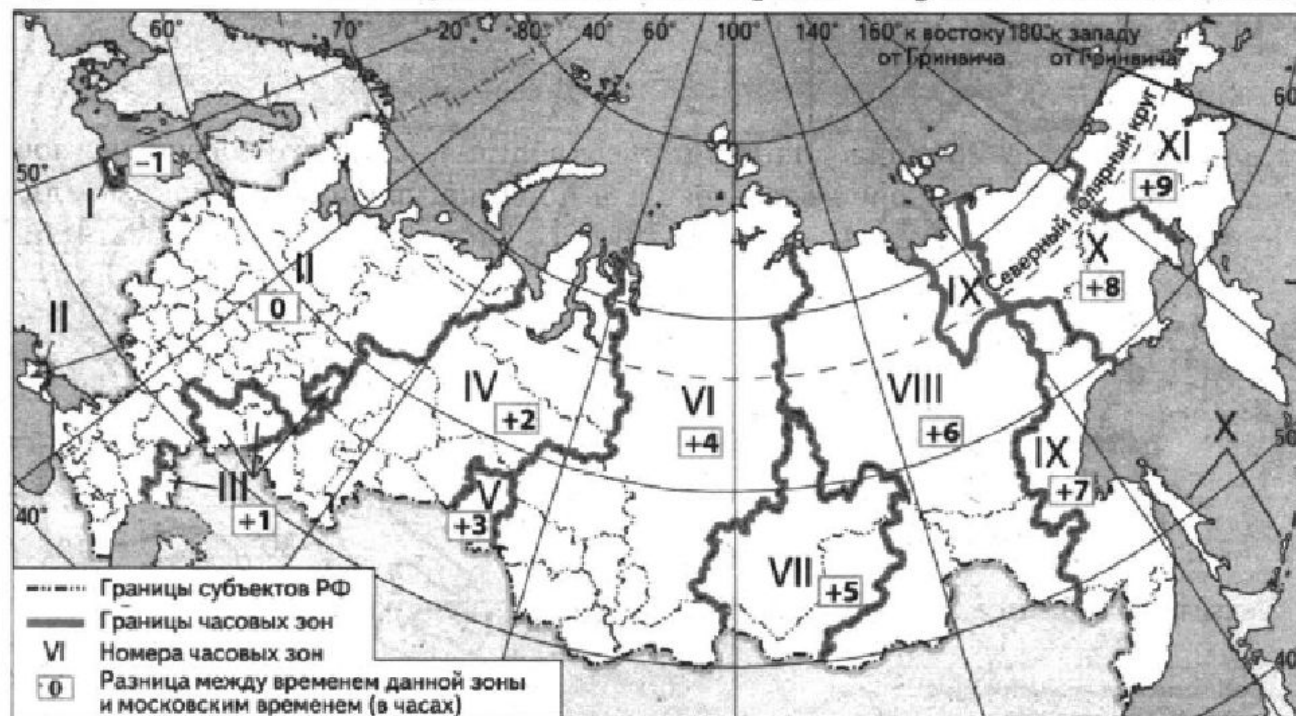 60° 70° 20° 80° 40° 60° 100° 140° 160° к востоку от Гринвича 180° к западу от Гринвича
60°
50°
-1
I
II
0
II
III
+1
40°
IV
+2
V
+3
VI
+4
VII
+5
VIII
+6
IX
IX
+7
Северный полярный круг
X
+8
XI
+9
X
50
40
Границы субъектов РФ
Границы часовых зон
VI Номера часовых зон
0 Разница между временем данной зоны
и московским временем (в часах)